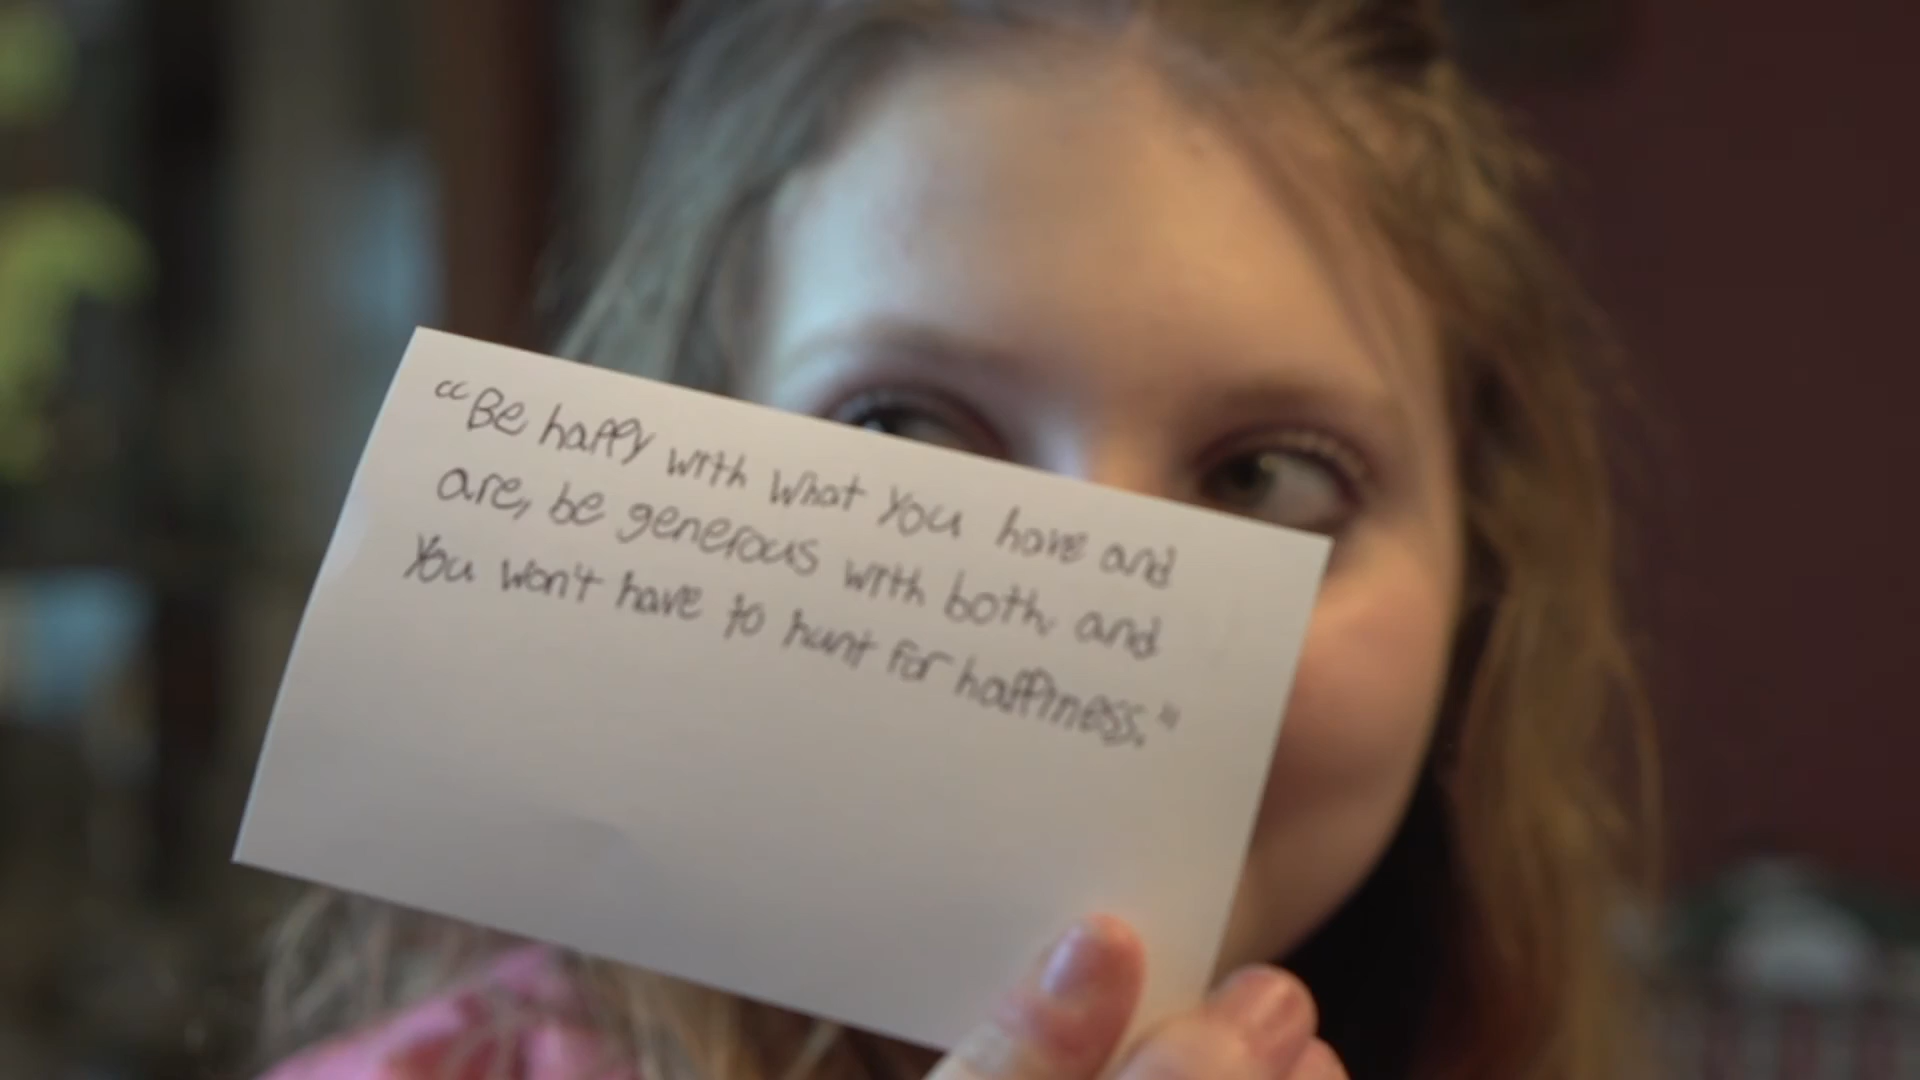 “Be happy with what you have and
are, be generous with both, and
you won't have to hunt for happiness."